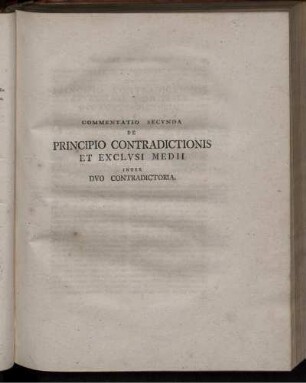 COMMENTATIO SECVNDA
DE
PRINCIPIO CONTRADICTIONIS
ET EXCLVSI MEDII
INTER
DVO CONTRADICTORIA.